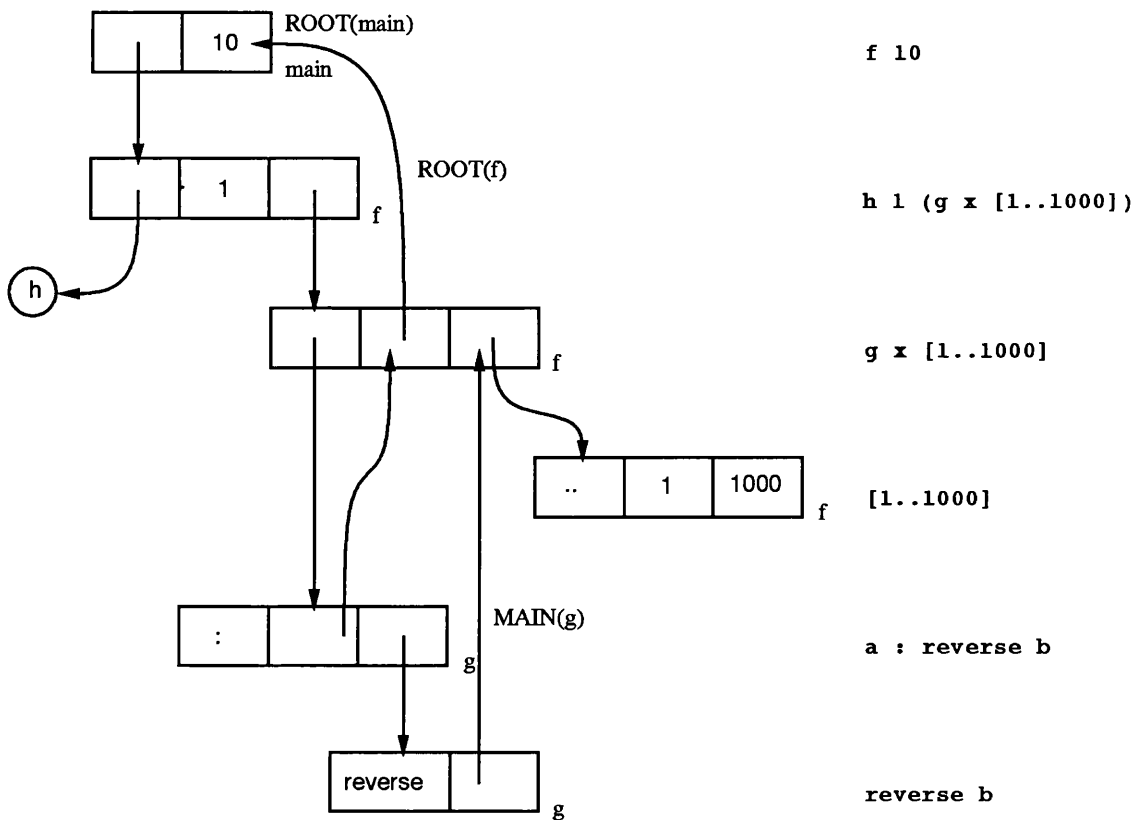 ROOT(main)
10
main
f 10
ROOT(f)
1
f
h 1 (g x [1..1000])
h
f
g x [1..1000]
..
1
1000
f
[1..1000]
:
g
MAIN(g)
a : reverse b
reverse
g
reverse b